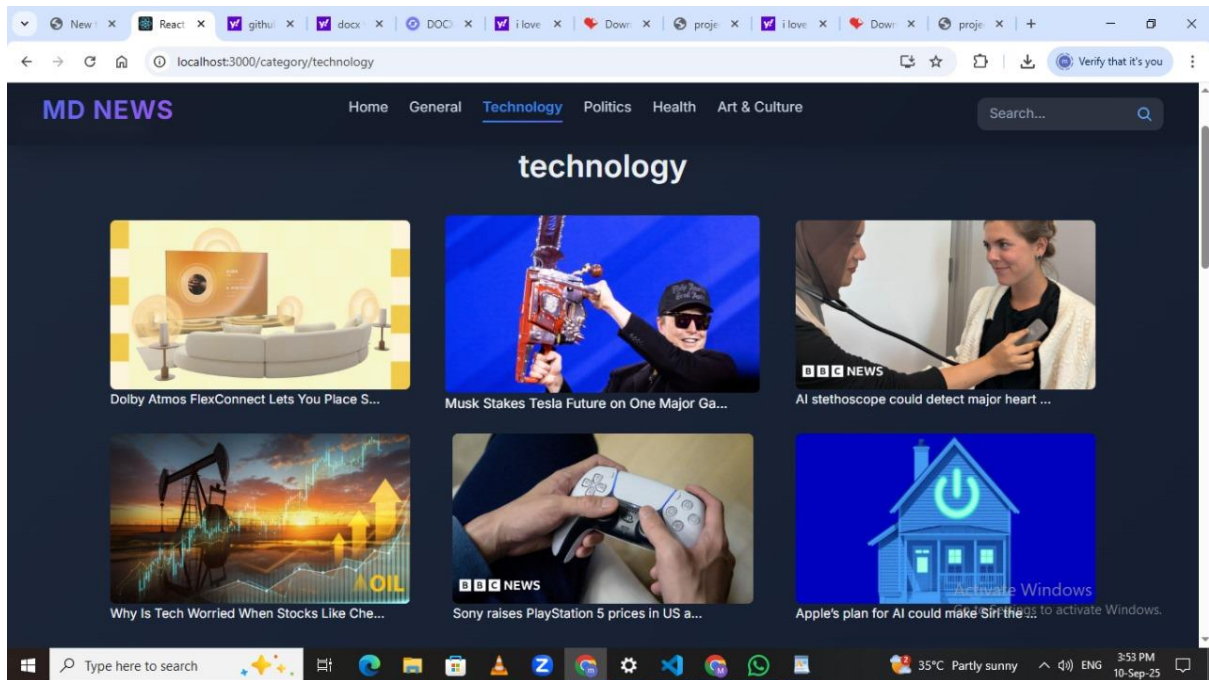 New
React
githu
docx
DOC
i love
Down
proje
i love
Down
proje
localhost:3000/category/technology
Verify that it's you
MD NEWS
Home General Technology Politics Health Art & Culture
Search...
technology
BBC NEWS
Dolby Atmos FlexConnect Lets You Place S...
Musk Stakes Tesla Future on One Major Ga...
AI stethoscope could detect major heart ...
OIL
BBC NEWS
Why Is Tech Worried When Stocks Like Che...
Sony raises PlayStation 5 prices in US a...
Apple's plan for AI could make Siri the ...
Activate Windows
Go to Settings to activate Windows.
Type here to search
35°C Partly sunny
ENG
3:53 PM
10-Sep-25